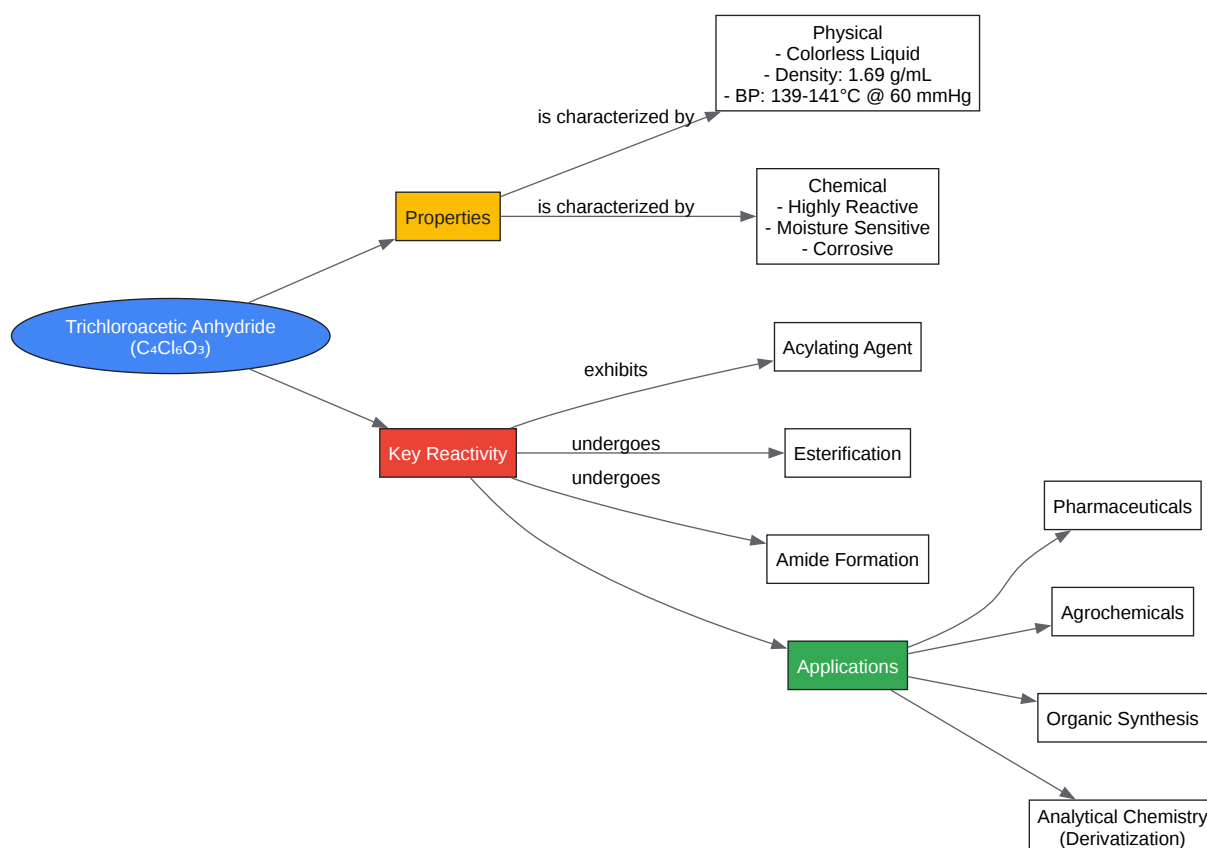 Physical
- Colorless Liquid
- Density: 1.69 g/mL
- BP: 139-141°C @ 60 mmHg
is characterized by
Properties
is characterized by
Chemical
- Highly Reactive
- Moisture Sensitive
- Corrosive
Trichloroacetic Anhydride
(C₄Cl₆O₃)
Acylating Agent
exhibits
Key Reactivity
undergoes
Esterification
undergoes
Amide Formation
Pharmaceuticals
Agrochemicals
Applications
Organic Synthesis
Analytical Chemistry
(Derivatization)